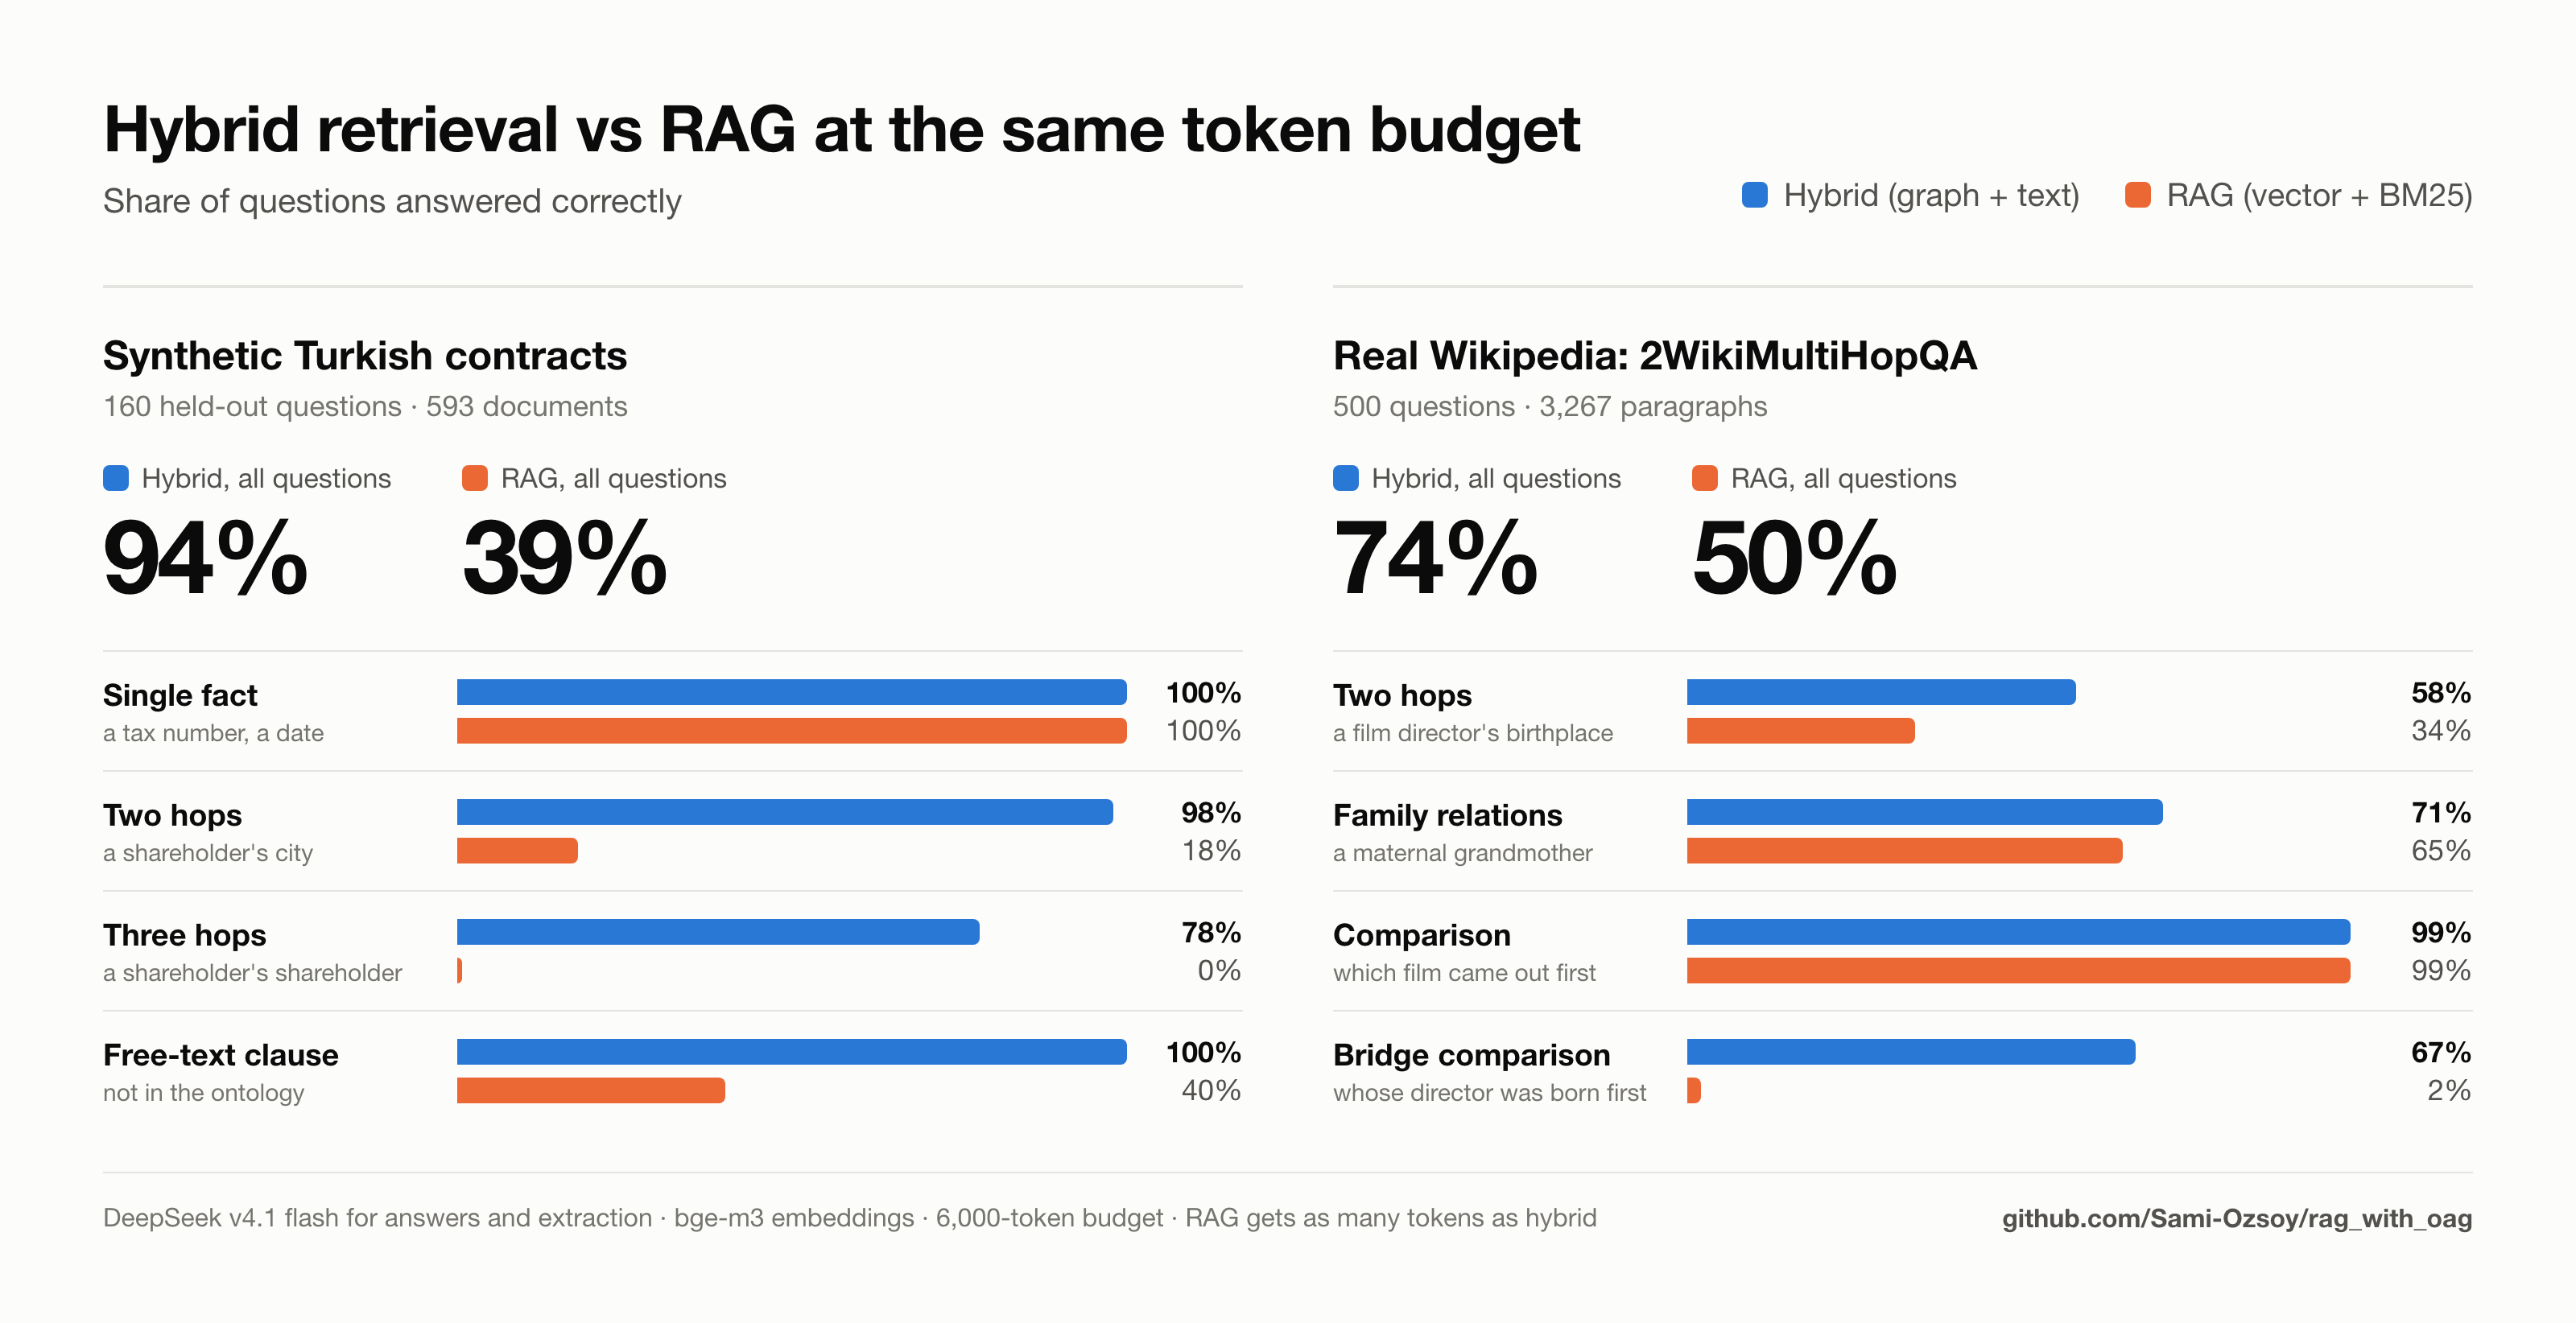 Hybrid retrieval vs RAG at the same token budget
Share of questions answered correctly
Hybrid (graph + text)
RAG (vector + BM25)
Synthetic Turkish contracts
160 held-out questions · 593 documents
Hybrid, all questions
RAG, all questions
94%
39%
Single fact
a tax number, a date
100%
100%
Two hops
a shareholder's city
98%
18%
Three hops
a shareholder's shareholder
78%
0%
Free-text clause
not in the ontology
100%
40%
Real Wikipedia: 2WikiMultiHopQA
500 questions · 3,267 paragraphs
Hybrid, all questions
RAG, all questions
74%
50%
Two hops
a film director's birthplace
58%
34%
Family relations
a maternal grandmother
71%
65%
Comparison
which film came out first
99%
99%
Bridge comparison
whose director was born first
67%
2%
DeepSeek v4.1 flash for answers and extraction · bge-m3 embeddings · 6,000-token budget · RAG gets as many tokens as hybrid
github.com/Sami-Ozsoy/rag_with_oag